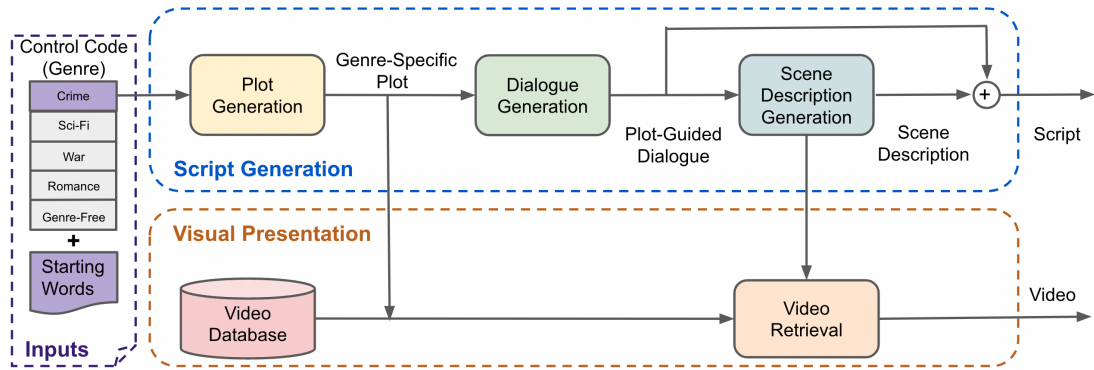 Control Code
(Genre)
Crime
Sci-Fi
War
Romance
Genre-Free
+
Starting
Words
Inputs
Plot
Generation
Genre-Specific
Plot
Dialogue
Generation
Plot-Guided
Dialogue
Scene
Description
Generation
Scene
Description
+
Script
Script Generation
Visual Presentation
Video
Database
Video
Retrieval
Video